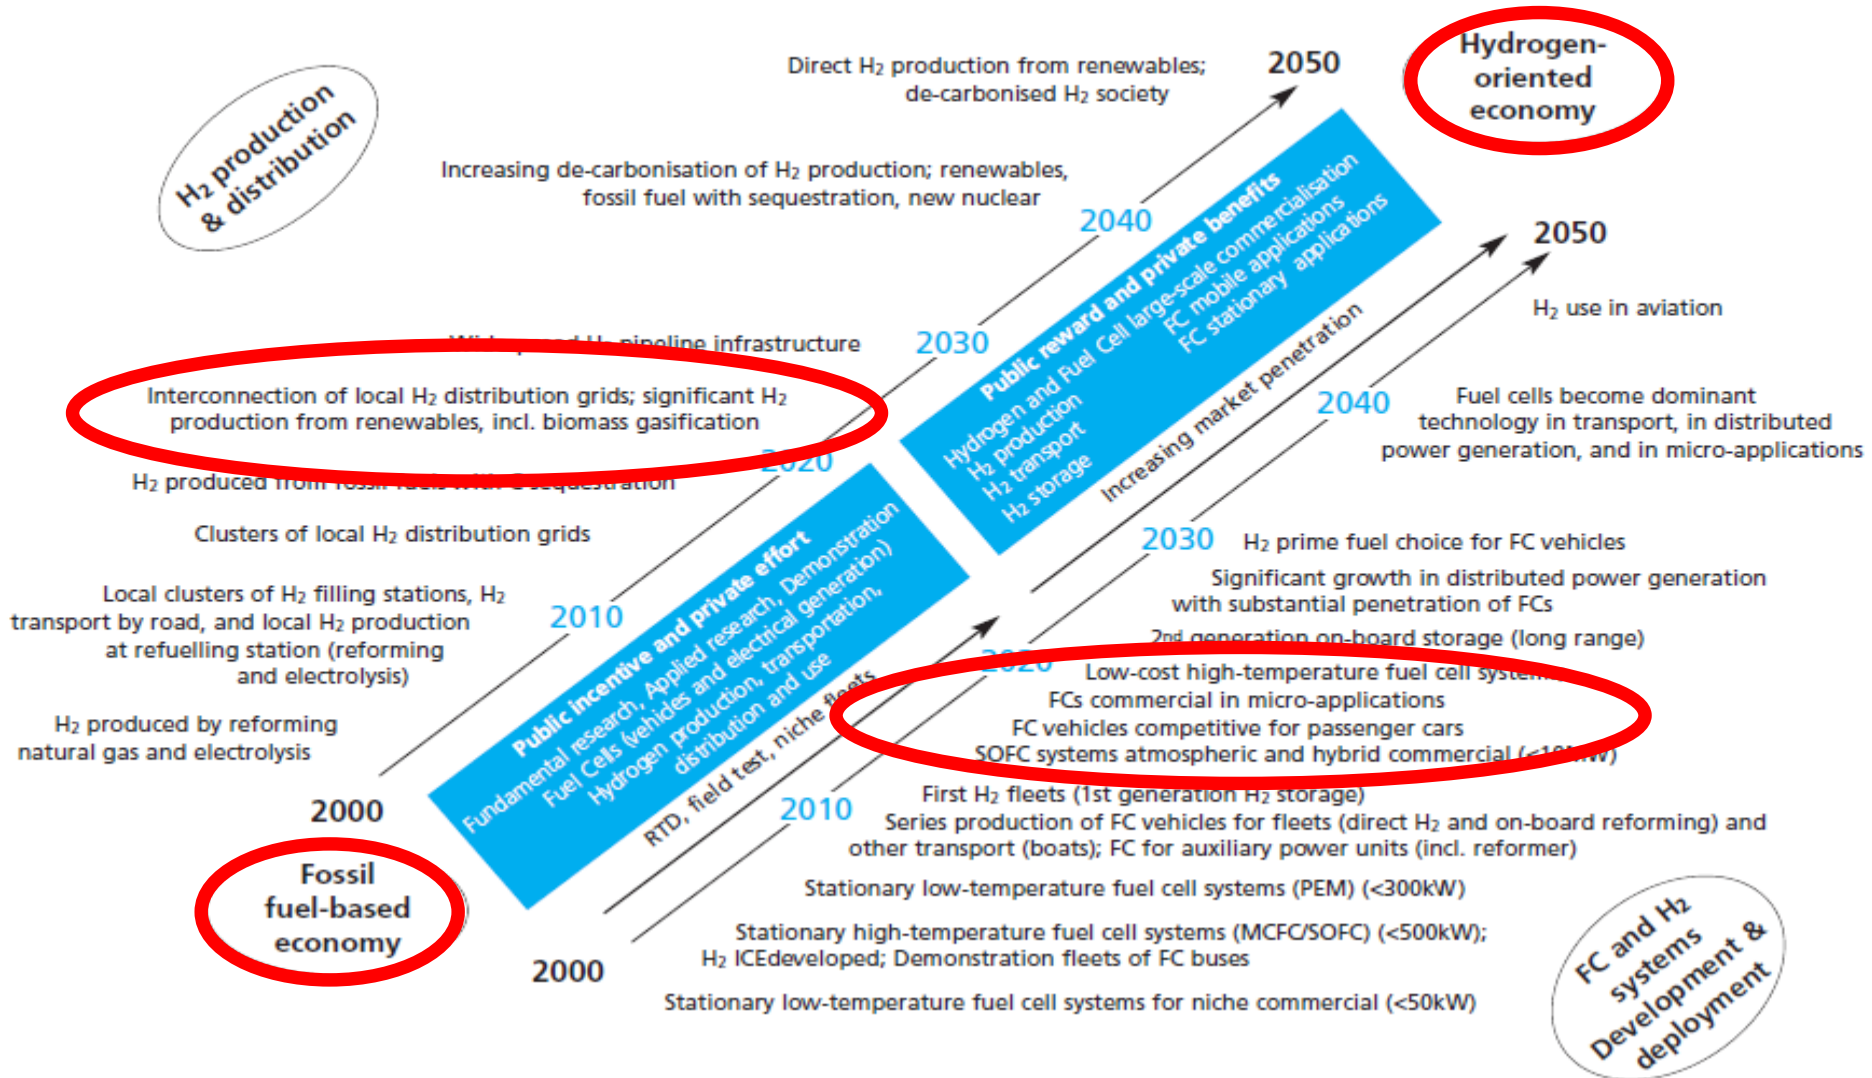 Direct H₂ production from renewables;
de-carbonised H₂ society
2050
Hydrogen-
oriented
economy
H₂ production
& distribution
Increasing de-carbonisation of H₂ production; renewables,
fossil fuel with sequestration, new nuclear
2040
2050
H₂ use in aviation
Widespread H₂ pipeline infrastructure
2030
Interconnection of local H₂ distribution grids; significant H₂
production from renewables, incl. biomass gasification
2020
H₂ produced from fossil fuels with C sequestration
Clusters of local H₂ distribution grids
Local clusters of H₂ filling stations, H₂
transport by road, and local H₂ production
at refuelling station (reforming
and electrolysis)
2010
H₂ produced by reforming
natural gas and electrolysis
2000
Fossil
fuel-based
economy
Public reward and private benefits
Hydrogen and Fuel Cell large-scale commercialisation
H₂ production
FC mobile applications
H₂ transport
FC stationary applications
H₂ storage
Increasing market penetration
Public incentive and private effort
Fundamental research, Applied research, Demonstration
Fuel Cells (vehicles and electrical generation)
Hydrogen production, transportation,
distribution and use
RTD, field test, niche fleets
2040
Fuel cells become dominant
technology in transport, in distributed
power generation, and in micro-applications
2030
H₂ prime fuel choice for FC vehicles
Significant growth in distributed power generation
with substantial penetration of FCs
2nd generation on-board storage (long range)
2020
Low-cost high-temperature fuel cell systems
FCs commercial in micro-applications
FC vehicles competitive for passenger cars
SOFC systems atmospheric and hybrid commercial (<10MW)
First H₂ fleets (1st generation H₂ storage)
2010
Series production of FC vehicles for fleets (direct H₂ and on-board reforming) and
other transport (boats); FC for auxiliary power units (incl. reformer)
Stationary low-temperature fuel cell systems (PEM) (<300kW)
Stationary high-temperature fuel cell systems (MCFC/SOFC) (<500kW);
H₂ ICEdeveloped; Demonstration fleets of FC buses
2000
Stationary low-temperature fuel cell systems for niche commercial (<50kW)
FC and H₂
systems
Development &
deployment